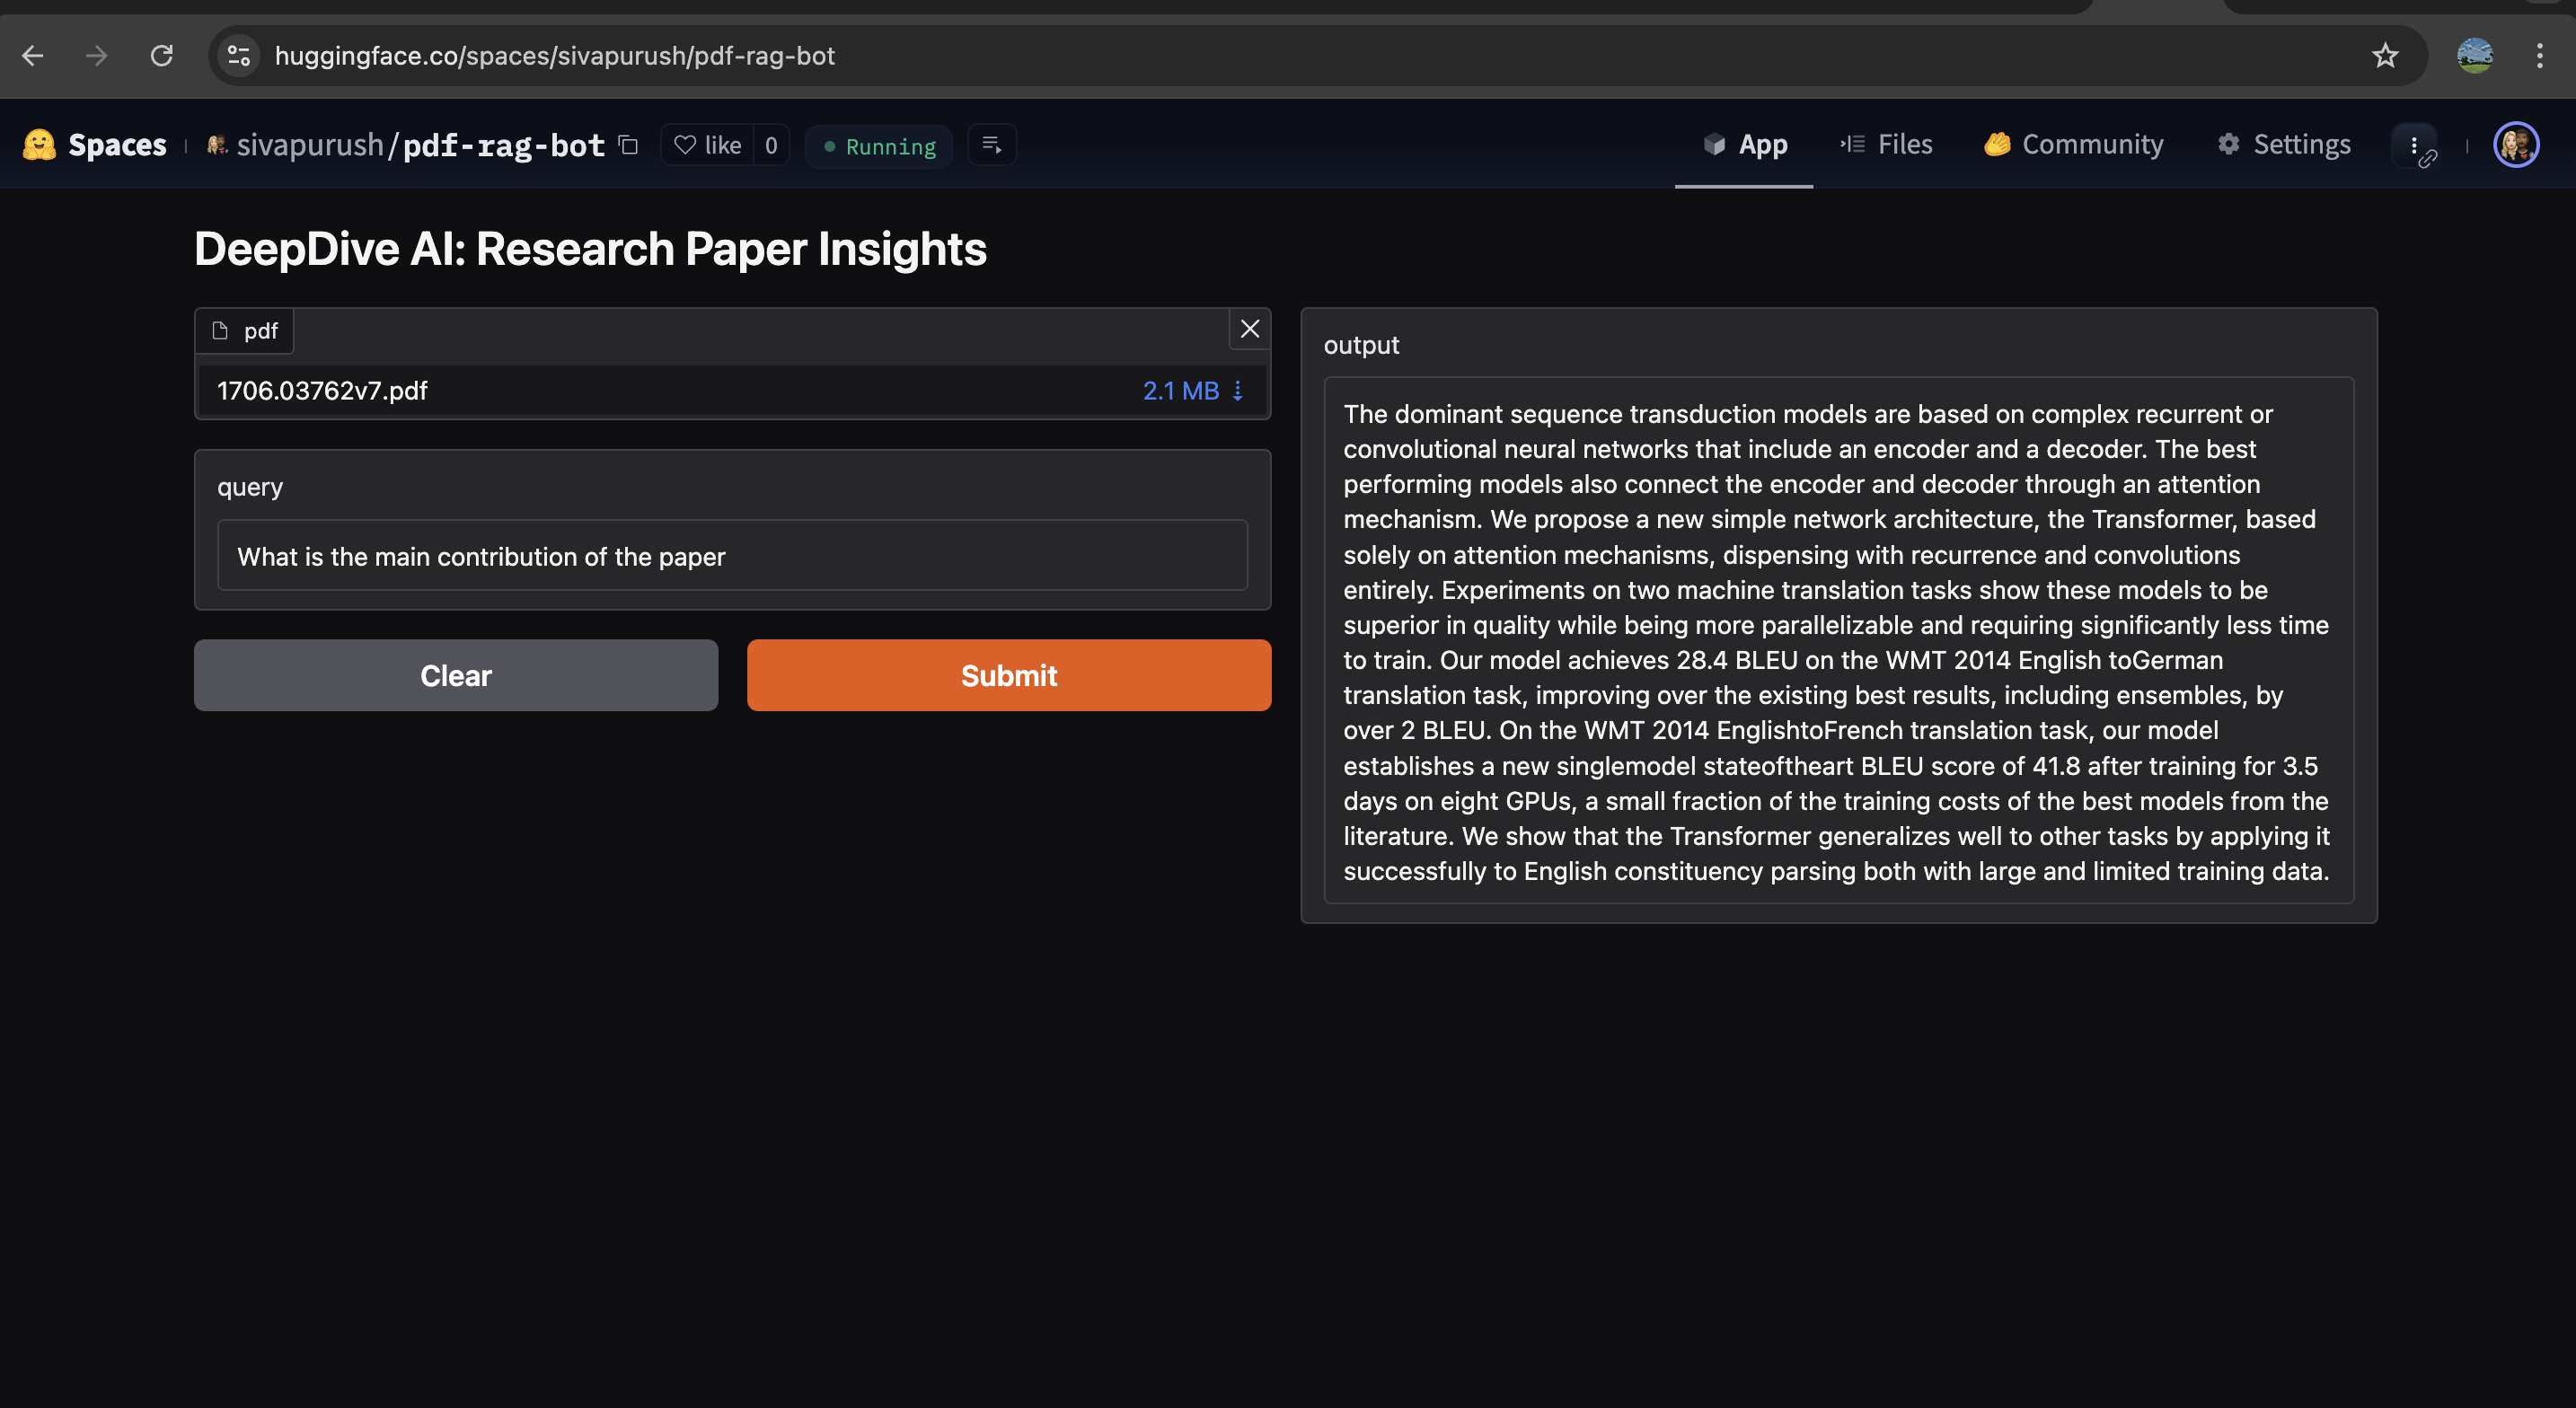 huggingface.co/spaces/sivapurush/pdf-rag-bot
Spaces sivapurush/pdf-rag-bot like 0 Running App Files Community Settings
DeepDive AI: Research Paper Insights
pdf
1706.03762v7.pdf 2.1 MB
query
What is the main contribution of the paper
Clear Submit
output
The dominant sequence transduction models are based on complex recurrent or
convolutional neural networks that include an encoder and a decoder. The best
performing models also connect the encoder and decoder through an attention
mechanism. We propose a new simple network architecture, the Transformer, based
solely on attention mechanisms, dispensing with recurrence and convolutions
entirely. Experiments on two machine translation tasks show these models to be
superior in quality while being more parallelizable and requiring significantly less time
to train. Our model achieves 28.4 BLEU on the WMT 2014 English toGerman
translation task, improving over the existing best results, including ensembles, by
over 2 BLEU. On the WMT 2014 EnglishtoFrench translation task, our model
establishes a new singlemodel stateoftheart BLEU score of 41.8 after training for 3.5
days on eight GPUs, a small fraction of the training costs of the best models from the
literature. We show that the Transformer generalizes well to other tasks by applying it
successfully to English constituency parsing both with large and limited training data.